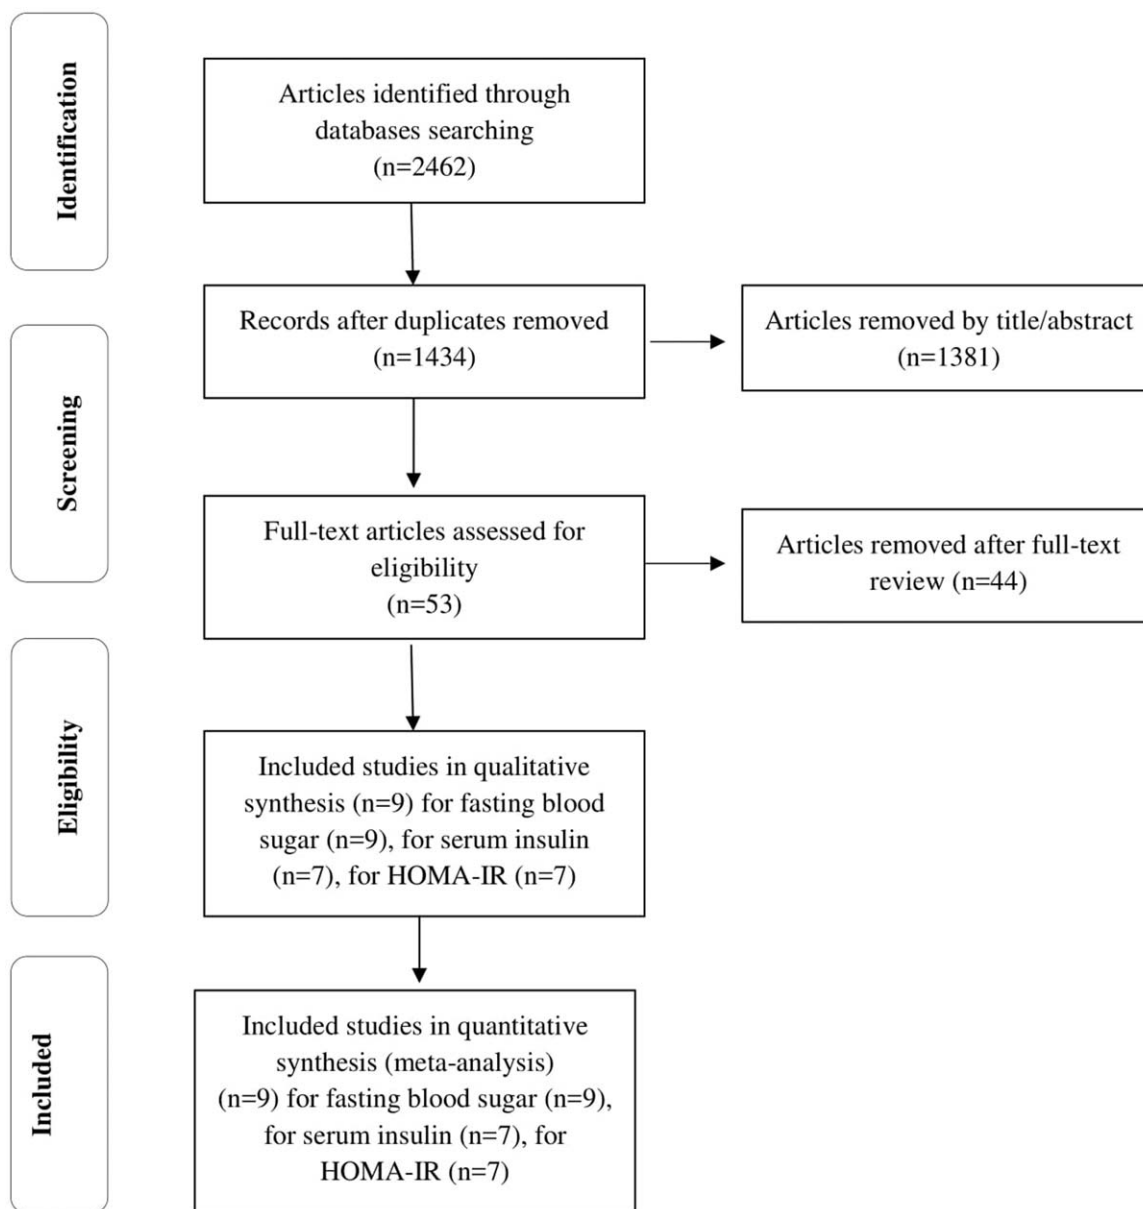 Identification
Articles identified through
databases searching
(n=2462)
Records after duplicates removed
(n=1434)
Articles removed by title/abstract
(n=1381)
Screening
Full-text articles assessed for
eligibility
(n=53)
Articles removed after full-text
review (n=44)
Eligibility
Included studies in qualitative
synthesis (n=9) for fasting blood
sugar (n=9), for serum insulin
(n=7), for HOMA-IR (n=7)
Included
Included studies in quantitative
synthesis (meta-analysis)
(n=9) for fasting blood sugar (n=9),
for serum insulin (n=7), for
HOMA-IR (n=7)